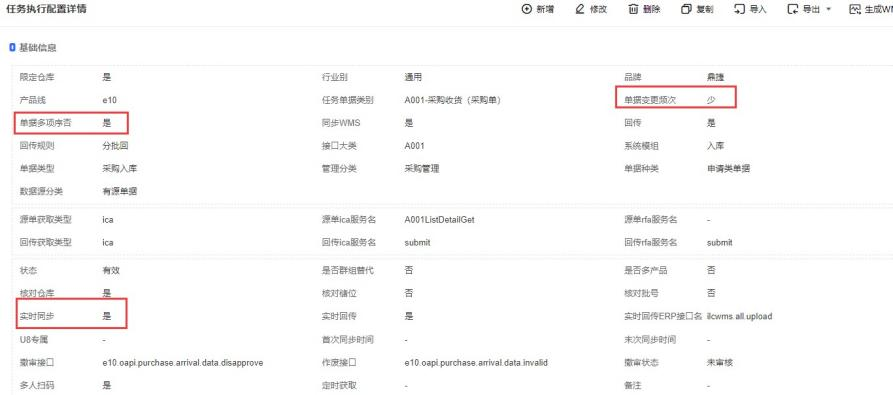 任务执行配置详情 新增 修改 删除 复制 导入 导出 生成WM
基础信息
限定仓库 是 行业别 通用 品牌 鼎捷
产品线 e10 任务单据类别 A001-采购收货（采购单） 单据变更频次 少
单据多项序否 是 同步WMS 是 回传 是
回传规则 分批回 接口大类 A001 系统模组 入库
单据类型 采购入库 管理分类 采购管理 单据种类 申请类单据
数据源分类 有源单据
源单获取类型 ica 源单ica服务名 A001ListDetailGet 源单rfa服务名 -
回传获取类型 ica 回传ica服务名 submit 回传rfa服务名 submit
状态 有效 是否群组替代 否 是否多产品 否
核对仓库 是 核对储位 否 核对批号 否
实时同步 是 实时回传 是 实时回传ERP接口名 ilcwms.all.upload
U8专属 - 首次同步时间 - 末次同步时间 -
撤审接口 e10.oapi.purchase.arrival.data.disapprove 作废接口 e10.oapi.purchase.arrival.data.invalid 撤审状态 未审核
多人扫码 是 定时获取 - 备注 -